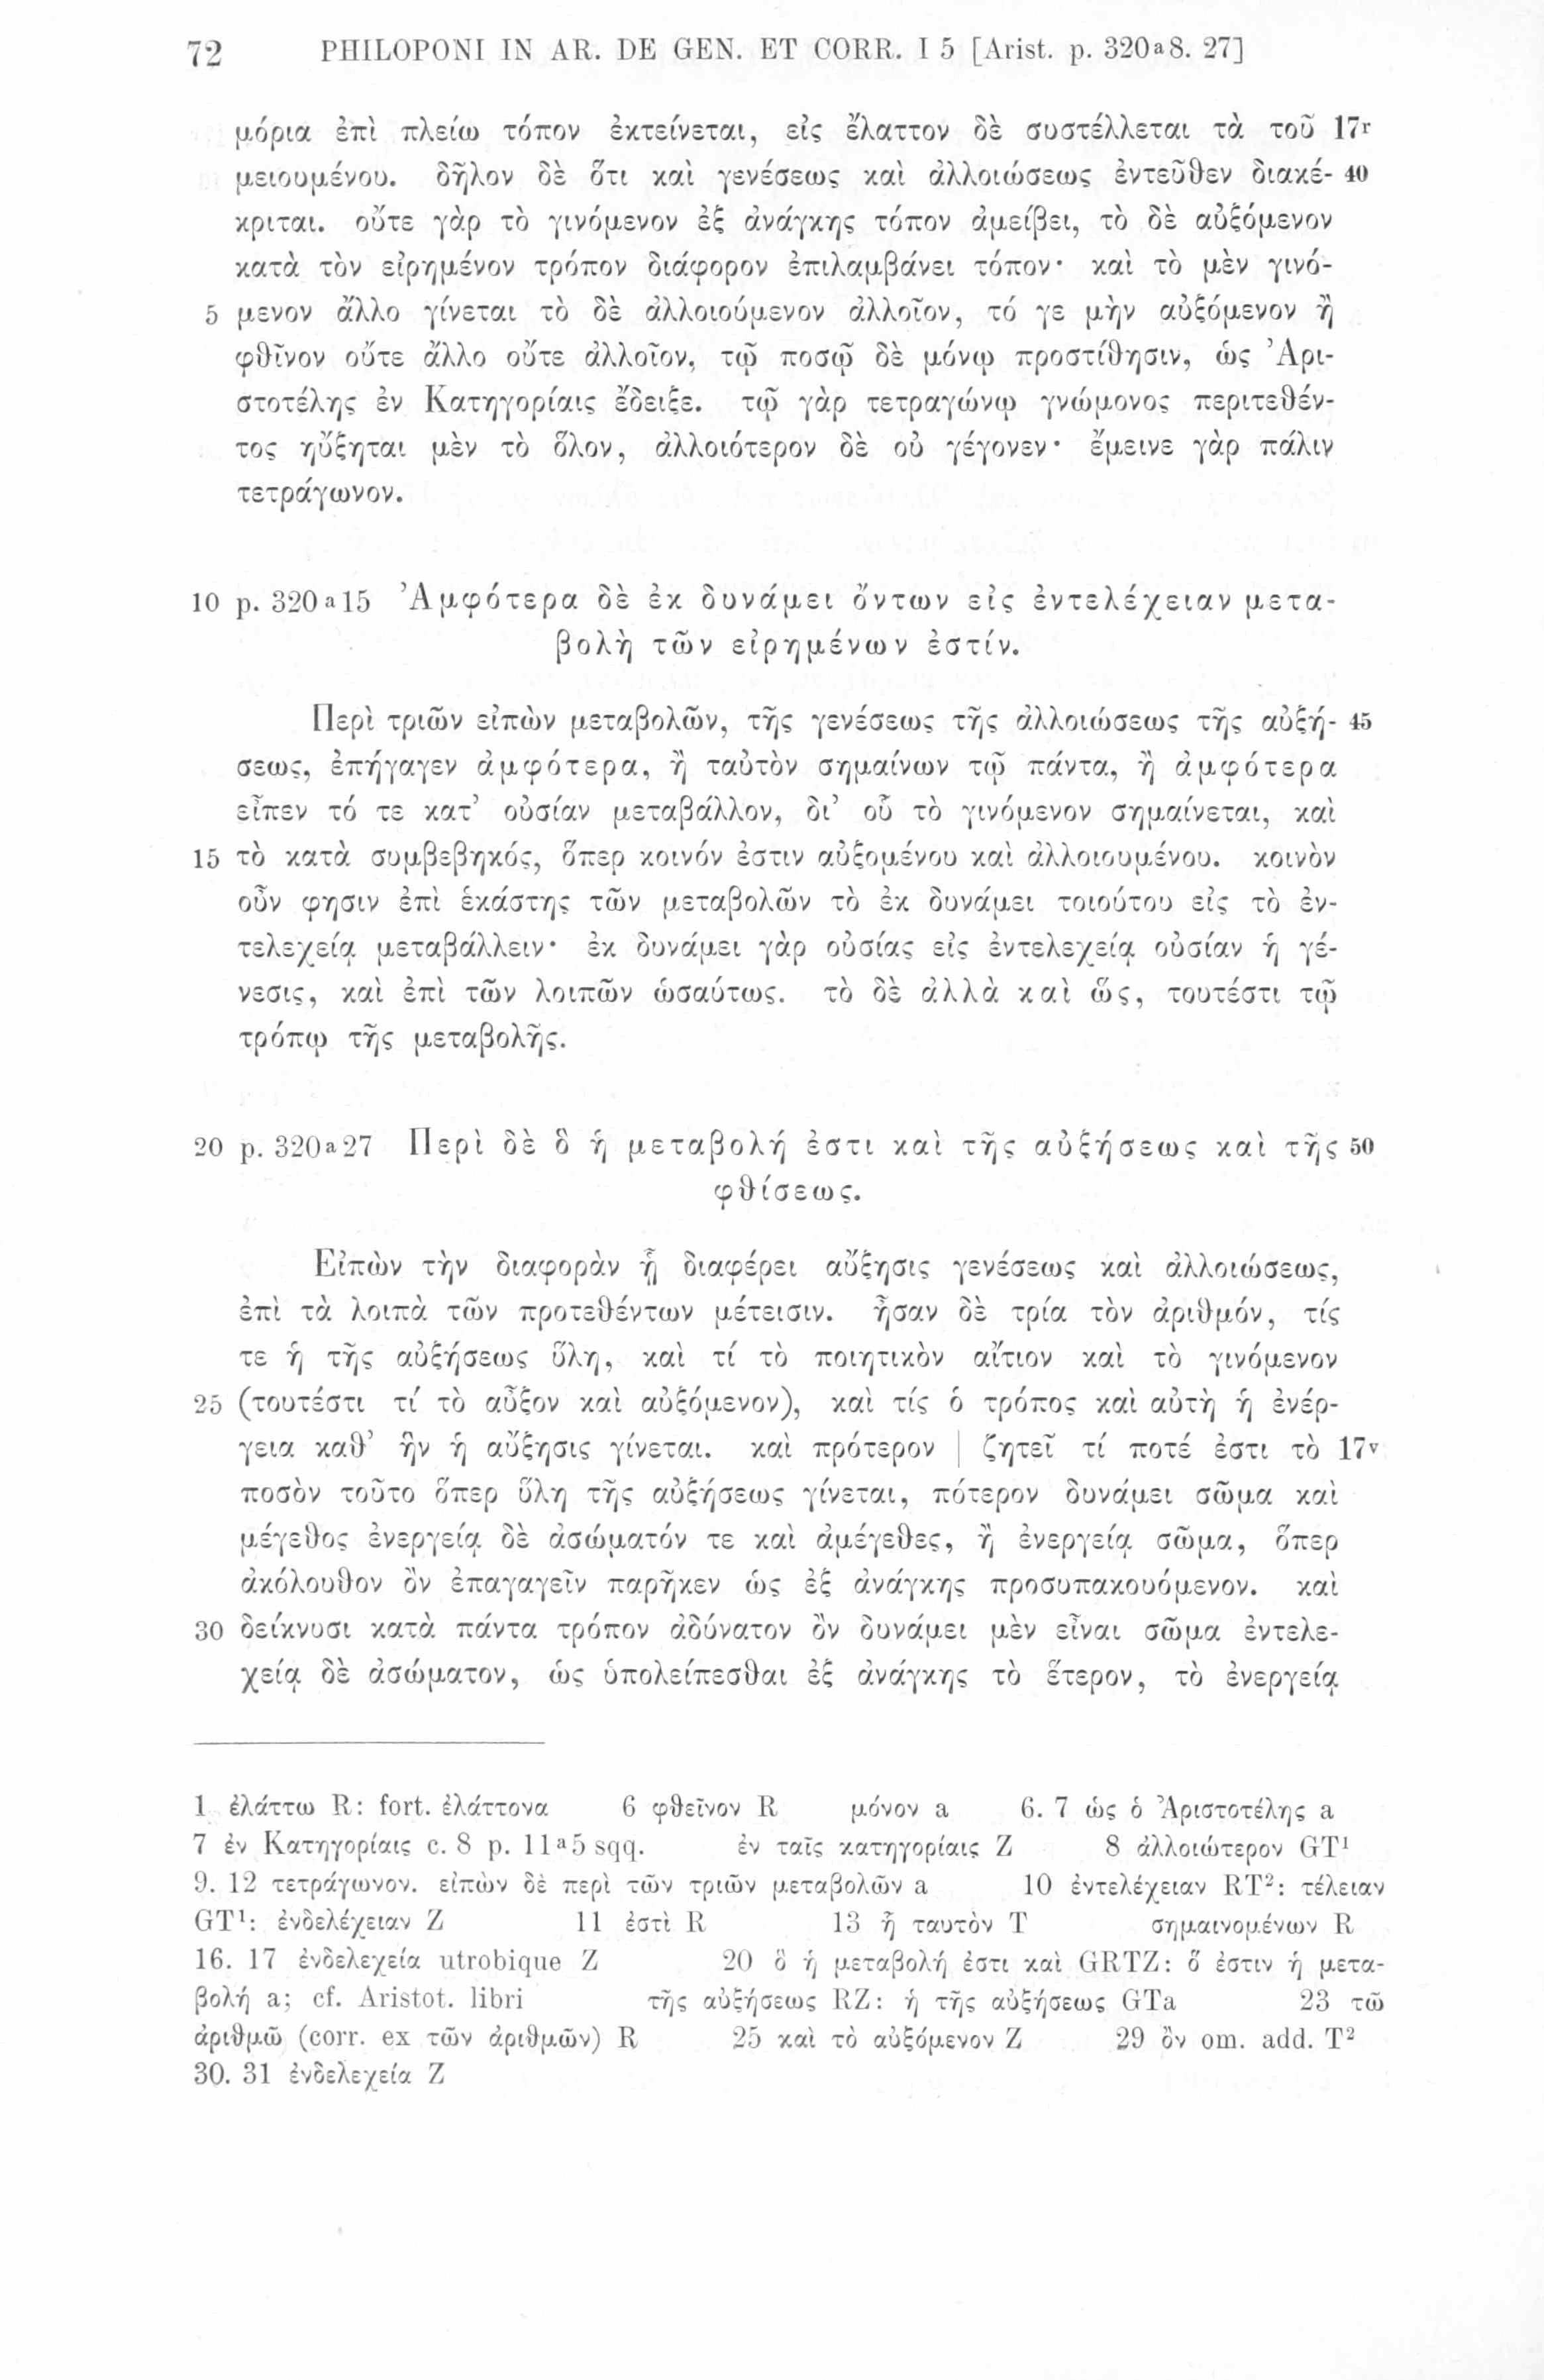 72 PHILOPONI IN AR. DE GEN. ET CORR. I 5 [Arist. p. 320a8. 27]
μόρια ἐπὶ πλείω τόπον ἐκτείνεται, εἰς ἔλαττον δὲ συστέλλεται τὰ τοῦ 17r
μειουμένου. δῆλον δὲ ὅτι καὶ γενέσεως καὶ ἀλλοιώσεως ἐντεῦθεν διακέ- 40
κριται. οὔτε γὰρ τὸ γινόμενον ἐξ ἀνάγκης τόπον ἀμείβει, τὸ δὲ αὐξόμενον
κατὰ τὸν εἰρημένον τρόπον διάφορον ἐπιλαμβάνει τόπον· καὶ τὸ μὲν γινό-
5 μενον ἄλλο γίνεται τὸ δὲ ἀλλοιούμενον ἀλλοῖον, τό γε μὴν αὐξόμενον ἢ
φθῖνον οὔτε ἄλλο οὔτε ἀλλοῖον, τῷ ποσῷ δὲ μόνῳ προστίθησιν, ὡς Ἀρι-
στοτέλης ἐν Κατηγορίαις ἔδειξε. τῷ γὰρ τετραγώνῳ γνώμονος περιτεθέν-
τος ηὔξηται μὲν τὸ ὅλον, ἀλλοιότερον δὲ οὐ γέγονεν· ἔμεινε γὰρ πάλιν
τετράγωνον.
10 p. 320a15 Ἀμφότερα δὲ ἐκ δυνάμει ὄντων εἰς ἐντελέχειαν μετα-
βολὴ τῶν εἰρημένων ἐστίν.
Περὶ τριῶν εἰπὼν μεταβολῶν, τῆς γενέσεως τῆς ἀλλοιώσεως τῆς αὐξή- 45
σεως, ἐπήγαγεν ἀμφότερα, ἢ ταὐτὸν σημαίνων τῷ πάντα, ἢ ἀμφότερα
εἶπεν τό τε κατ’ οὐσίαν μεταβάλλον, δι’ οὗ τὸ γινόμενον σημαίνεται, καὶ
15 τὸ κατὰ συμβεβηκός, ὅπερ κοινόν ἐστιν αὐξομένου καὶ ἀλλοιουμένου. κοινὸν
οὖν φησιν ἐπὶ ἑκάστης τῶν μεταβολῶν τὸ ἐκ δυνάμει τοιούτου εἰς τὸ ἐν-
τελεχείᾳ μεταβάλλειν· ἐκ δυνάμει γὰρ οὐσίας εἰς ἐντελεχείᾳ οὐσίαν ἡ γέ-
νεσις, καὶ ἐπὶ τῶν λοιπῶν ὡσαύτως. τὸ δὲ ἀλλὰ καὶ ὥς, τουτέστι τῷ
τρόπῳ τῆς μεταβολῆς.
20 p. 320a27 Περὶ δὲ ὃ ἡ μεταβολή ἐστι καὶ τῆς αὐξήσεως καὶ τῆς 50
φθίσεως.
Εἰπὼν τὴν διαφορὰν ᾗ διαφέρει αὔξησις γενέσεως καὶ ἀλλοιώσεως,
ἐπὶ τὰ λοιπὰ τῶν προτεθέντων μέτεισιν. ἦσαν δὲ τρία τὸν ἀριθμόν, τίς
τε ἡ τῆς αὐξήσεως ὕλη, καὶ τί τὸ ποιητικὸν αἴτιον καὶ τὸ γινόμενον
25 (τουτέστι τί τὸ αὖξον καὶ αὐξόμενον), καὶ τίς ὁ τρόπος καὶ αὐτὴ ἡ ἐνέρ-
γεια καθ’ ἣν ἡ αὔξησις γίνεται. καὶ πρότερον | ζητεῖ τί ποτέ ἐστι τὸ 17v
ποσὸν τοῦτο ὅπερ ὕλη τῆς αὐξήσεως γίνεται, πότερον δυνάμει σῶμα καὶ
μέγεθος ἐνεργείᾳ δὲ ἀσώματόν τε καὶ ἀμέγεθες, ἢ ἐνεργείᾳ σῶμα, ὅπερ
ἀκόλουθον ὂν ἐπαγαγεῖν παρῆκεν ὡς ἐξ ἀνάγκης προσυπακουόμενον. καὶ
30 δείκνυσι κατὰ πάντα τρόπον ἀδύνατον ὂν δυνάμει μὲν εἶναι σῶμα ἐντελε-
χείᾳ δὲ ἀσώματον, ὡς ὑπολείπεσθαι ἐξ ἀνάγκης τὸ ἕτερον, τὸ ἐνεργείᾳ
1 ἐλάττω R: fort. ἐλάττονα 6 φθεῖνον R μόνον a 6. 7 ὡς ὁ Ἀριστοτέλης a
7 ἐν Κατηγορίαις c. 8 p. 11a5 sqq. ἐν ταῖς κατηγορίαις Z 8 ἀλλοιώτερον GT¹
9. 12 τετράγωνον. εἰπὼν δὲ περὶ τῶν τριῶν μεταβολῶν a 10 ἐντελέχειαν RT²: τέλειαν
GT¹: ἐνδελέχειαν Z 11 ἐστὶ R 13 ἦ ταυτὸν T σημαινομένων R
16. 17 ἐνδελεχεία utrobique Z 20 ὃ ἡ μεταβολή ἐστι καὶ GRTZ: ὅ ἐστιν ἡ μετα-
βολή a; cf. Aristot. libri τῆς αὐξήσεως RZ: ἡ τῆς αὐξήσεως GTa 23 τῶ
ἀριθμῶ (corr. ex τῶν ἀριθμῶν) R 25 καὶ τὸ αὐξόμενον Z 29 ὂν om. add. T²
30. 31 ἐνδελεχεία Z